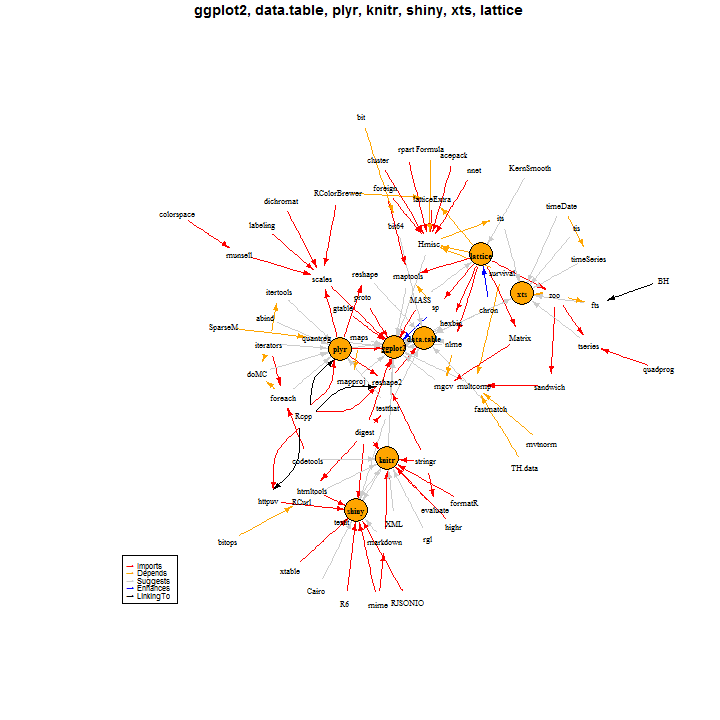 ggplot2, data.table, plyr, knitr, shiny, xts, lattice
bit
rpart Formula
cluster
acepack
nnet
KernSmooth
foreign
RColorBrewer
latticeExtra
dichromat
timeDate
colorspace
its
labeling
bit64
tis
Hmisc
munsell
lattice
timeSeries
survival
scales
reshape
maptools
BH
itertools
xts
zoo
proto
MASS
fts
abind
gtable
sp
chron
SparseM
hexbin
quantreg
maps
data.table
Matrix
iterators
plyr
ggplot2
nlme
tseries
doMC
quadprog
mapproj
reshape2
mgcv
multcomp
sandwich
foreach
testthat
fastmatch
Rcpp
digest
mvtnorm
codetools
knitr
stringr
TH.data
htmltools
httpuv
RCurl
formatR
shiny
evaluate
testit
XML
highr
bitops
markdown
rgl
xtable
Cairo
R6
mime
RJSONIO
Imports
Depends
Suggests
Enhances
LinkingTo